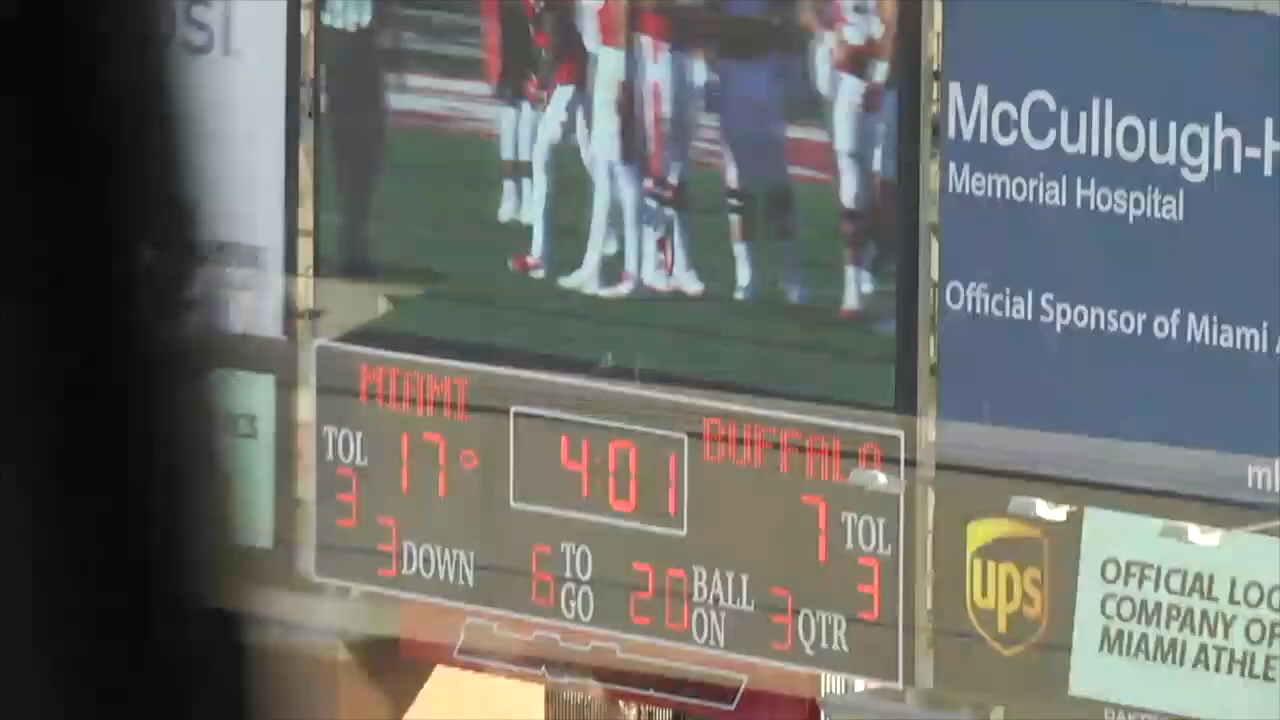 McCullough-H
Memorial Hospital
Official Sponsor of Miami
MIAMI
BUFFALO
TOL
17°
4:01
7
TOL
3
3
3 DOWN
6 TO GO
20 BALL ON
3 QTR
ups
OFFICIAL LOG
COMPANY OF
MIAMI ATHLE